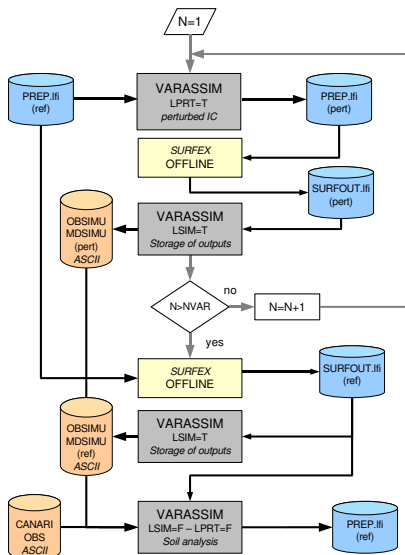 N=1
PREP.lfi
(ref)
VARASSIM
LPRT=T
perturbed IC
PREP.lfi
(pert)
SURFEX
OFFLINE
SURFOUT.lfi
(pert)
OBSIMU
MDSIMU
(pert)
ASCII
VARASSIM
LSIM=T
Storage of outputs
N>NVAR
no
N=N+1
yes
SURFEX
OFFLINE
SURFOUT.lfi
(ref)
OBSIMU
MDSIMU
(ref)
ASCII
VARASSIM
LSIM=T
Storage of outputs
CANARI
OBS
ASCII
VARASSIM
LSIM=F – LPRT=F
Soil analysis
PREP.lfi
(ref)